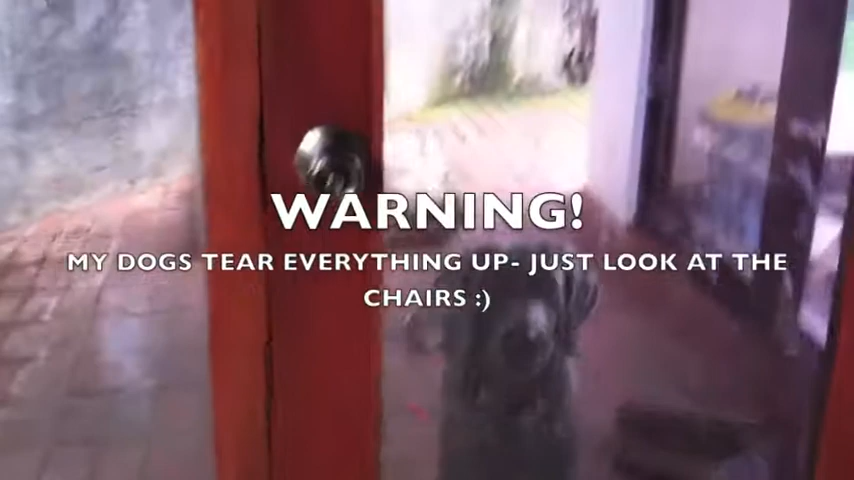 WARNING!
MY DOGS TEAR EVERYTHING UP- JUST LOOK AT THE
CHAIRS :)